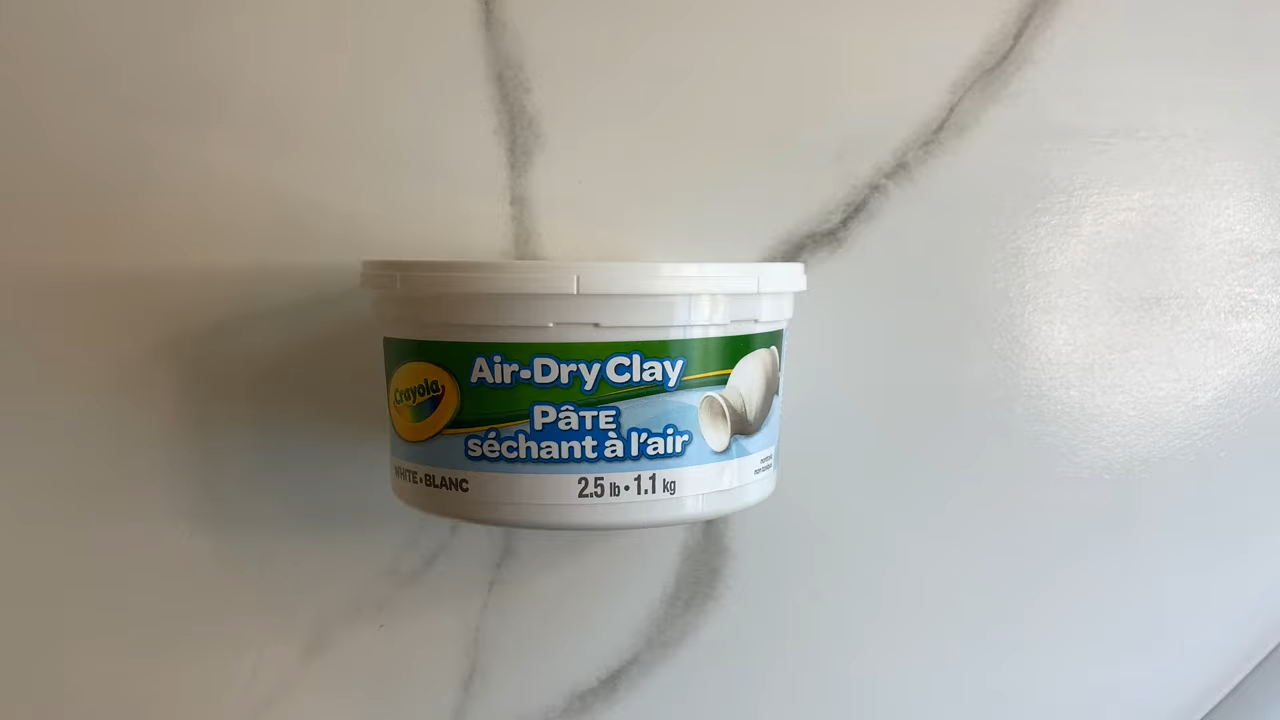 Crayola
Air-Dry Clay
PÂTE
séchant à l'air
WHITE • BLANC
2.5 lb • 1.1 kg